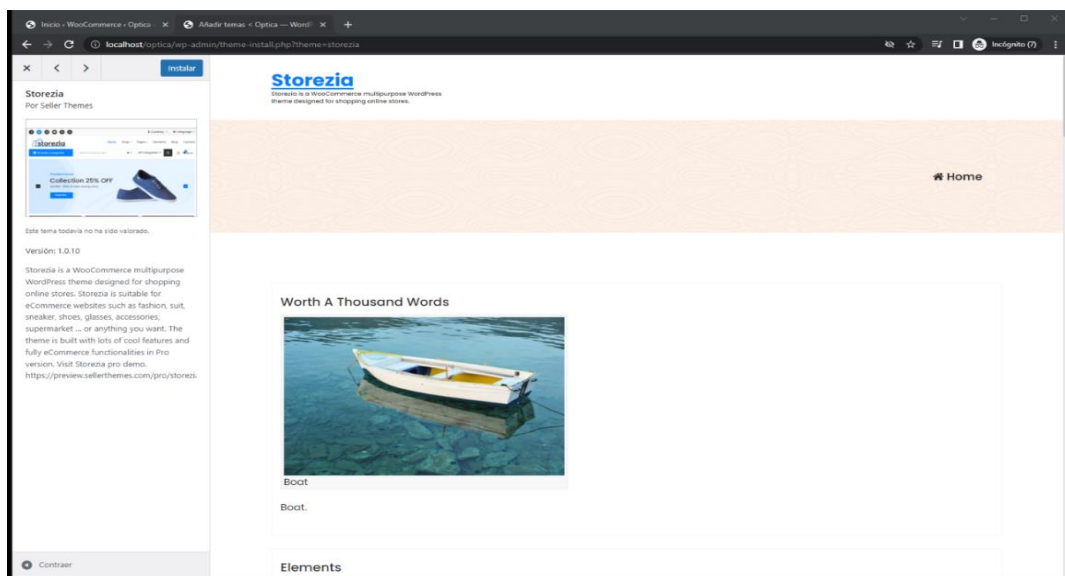 Inicio ‹ WooCommerce ‹ Optica
Añadir temas < Optica — Word
localhost/optica/wp-admin/theme-install.php?theme=storezia
Incógnito (7)
Instalar
Storezia
Por Seller Themes
Storezia
Collection 25% OFF
Este tema todavía no ha sido valorado.
Versión: 1.0.10
Storezia is a WooCommerce multipurpose
WordPress theme designed for shopping
online stores. Storezia is suitable for
eCommerce websites such as fashion, suit,
sneaker, shoes, glasses, accessories,
supermarket ... or anything you want. The
theme is built with lots of cool features and
fully eCommerce functionalities in Pro
version. Visit Storezia pro demo.
https://preview.sellerthemes.com/pro/storezi
Contraer
Storezia
Storezia is a WooCommerce multipurpose WordPress
theme designed for shopping online stores.
Home
Worth A Thousand Words
Boat
Boat.
Elements